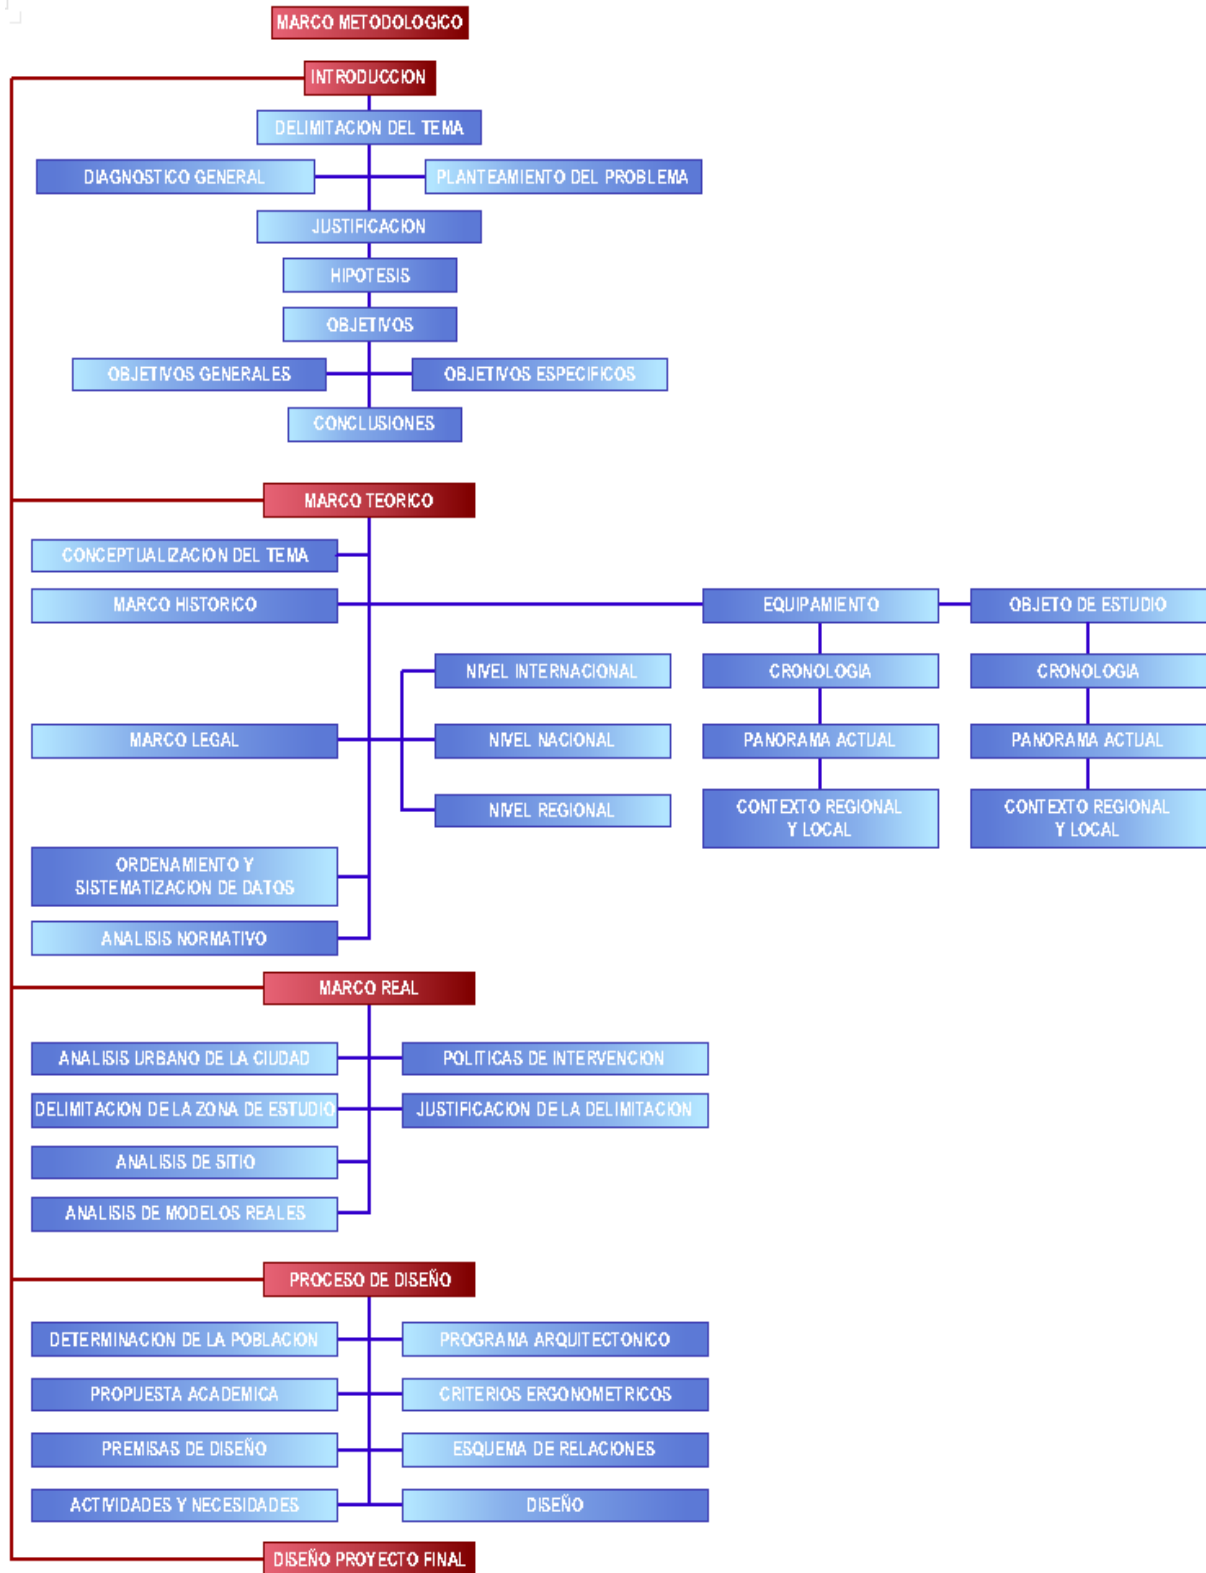 MARCO METODOLOGICO
INTRODUCCION
DELIMITACION DEL TEMA
DIAGNOSTICO GENERAL
PLANTEAMIENTO DEL PROBLEMA
JUSTIFICACION
HIPOTESIS
OBJETIVOS
OBJETIVOS GENERALES
OBJETIVOS ESPECIFICOS
CONCLUSIONES
MARCO TEORICO
CONCEPTUALIZACION DEL TEMA
MARCO HISTORICO
EQUIPAMIENTO
OBJETO DE ESTUDIO
NIVEL INTERNACIONAL
CRONOLOGIA
CRONOLOGIA
MARCO LEGAL
NIVEL NACIONAL
PANORAMA ACTUAL
PANORAMA ACTUAL
NIVEL REGIONAL
CONTEXTO REGIONAL
Y LOCAL
CONTEXTO REGIONAL
Y LOCAL
ORDENAMIENTO Y
SISTEMATIZACION DE DATOS
ANALISIS NORMATIVO
MARCO REAL
ANALISIS URBANO DE LA CIUDAD
POLITICAS DE INTERVENCION
DELIMITACION DE LA ZONA DE ESTUDIO
JUSTIFICACION DE LA DELIMITACION
ANALISIS DE SITIO
ANALISIS DE MODELOS REALES
PROCESO DE DISEÑO
DETERMINACION DE LA POBLACION
PROGRAMA ARQUITECTONICO
PROPUESTA ACADEMICA
CRITERIOS ERGONOMETRICOS
PREMISAS DE DISEÑO
ESQUEMA DE RELACIONES
ACTIVIDADES Y NECESIDADES
DISEÑO
DISEÑO PROYECTO FINAL